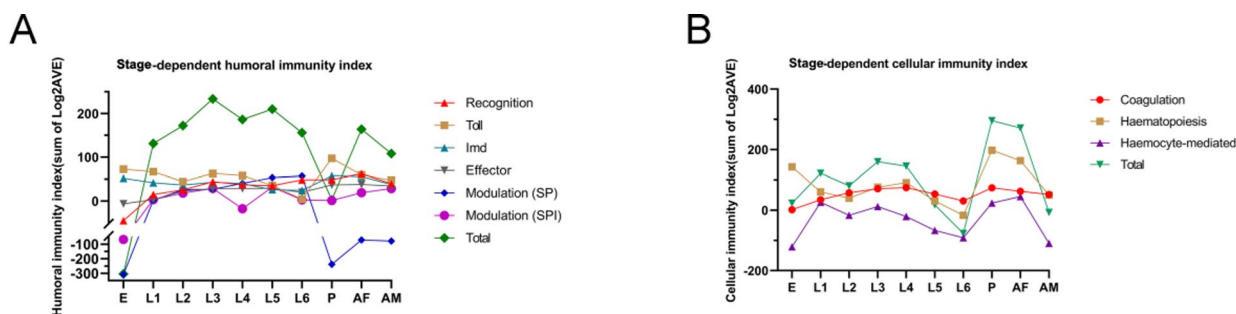 A
Stage-dependent humoral immunity index
Humoral immunity index(sum of Log2AVE)
200
100
0
-100
-200
-300
E L1 L2 L3 L4 L5 L6 P AF AM
Recognition
Toll
Imd
Effector
Modulation (SP)
Modulation (SPI)
Total
B
Stage-dependent cellular immunity index
Cellular immunity index(sum of Log2AVE)
400
200
0
-200
E L1 L2 L3 L4 L5 L6 P AF AM
Coagulation
Haematopoiesis
Haemocyte-mediated
Total